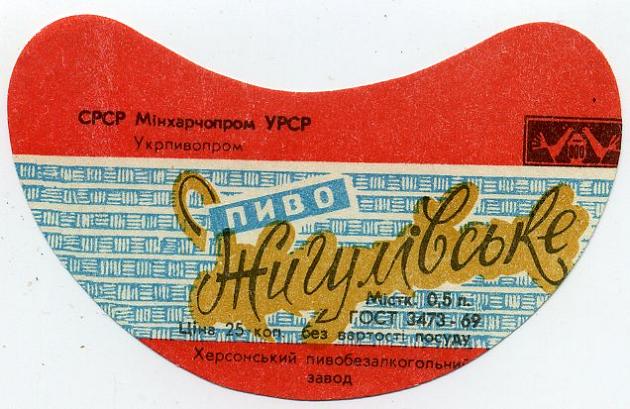 СРСР Мінхарчопром УРСР
Укрпивопром
ПИВО
Жигулівське
Містк. 0,5 л.
ГОСТ 3473-69
Ціна 25 коп. без вартості посуду
Херсонський пивобезалкогольний
завод